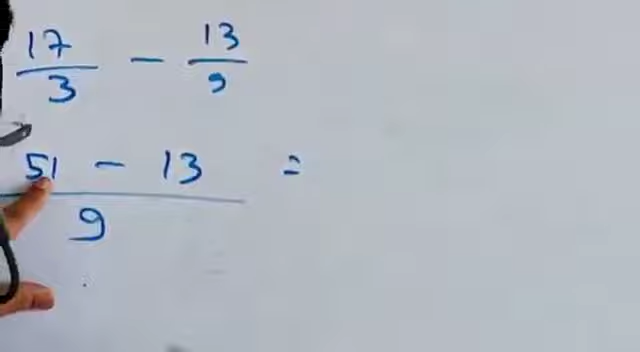 17/3 - 13/9
51 - 13 / 9 =